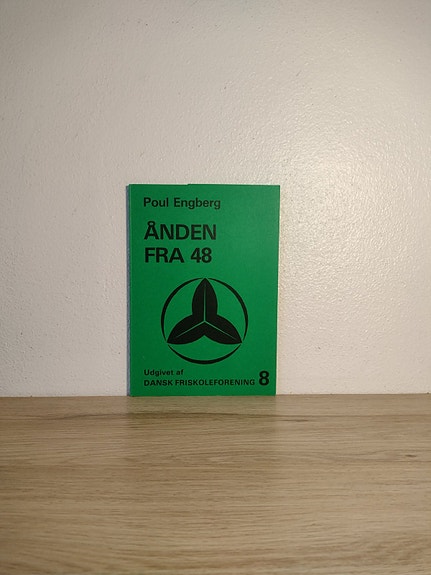 Poul Engberg
ÅNDEN
FRA 48
Udgivet af
DANSK FRISKOLEFORENING 8